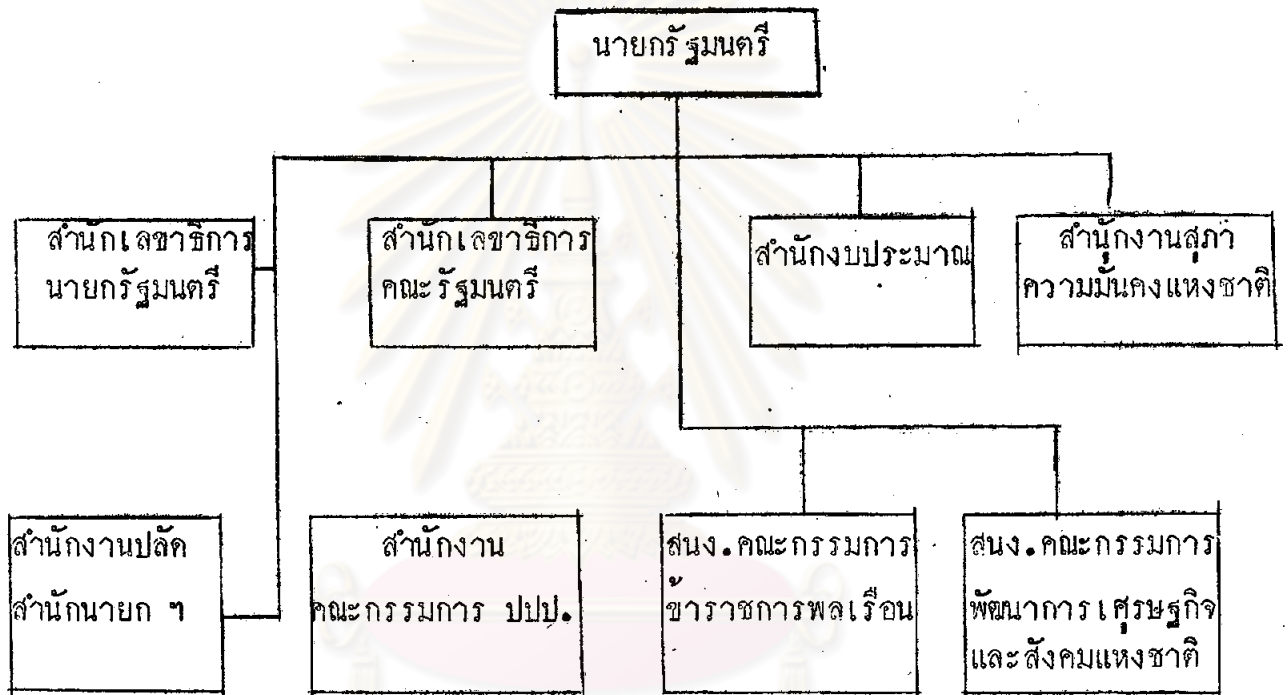 นายกรัฐมนตรี
สำนักเลขาธิการ
นายกรัฐมนตรี
สำนักเลขาธิการ
คณะรัฐมนตรี
สำนักงบประมาณ
สำนักงานสภา
ความมั่นคงแห่งชาติ
สำนักงานปลัด
สำนักนายก ฯ
สำนักงาน
คณะกรรมการ ปปป.
สนง.คณะกรรมการ
ข้าราชการพลเรือน
สนง.คณะกรรมการ
พัฒนาการเศรษฐกิจ
และสังคมแห่งชาติ